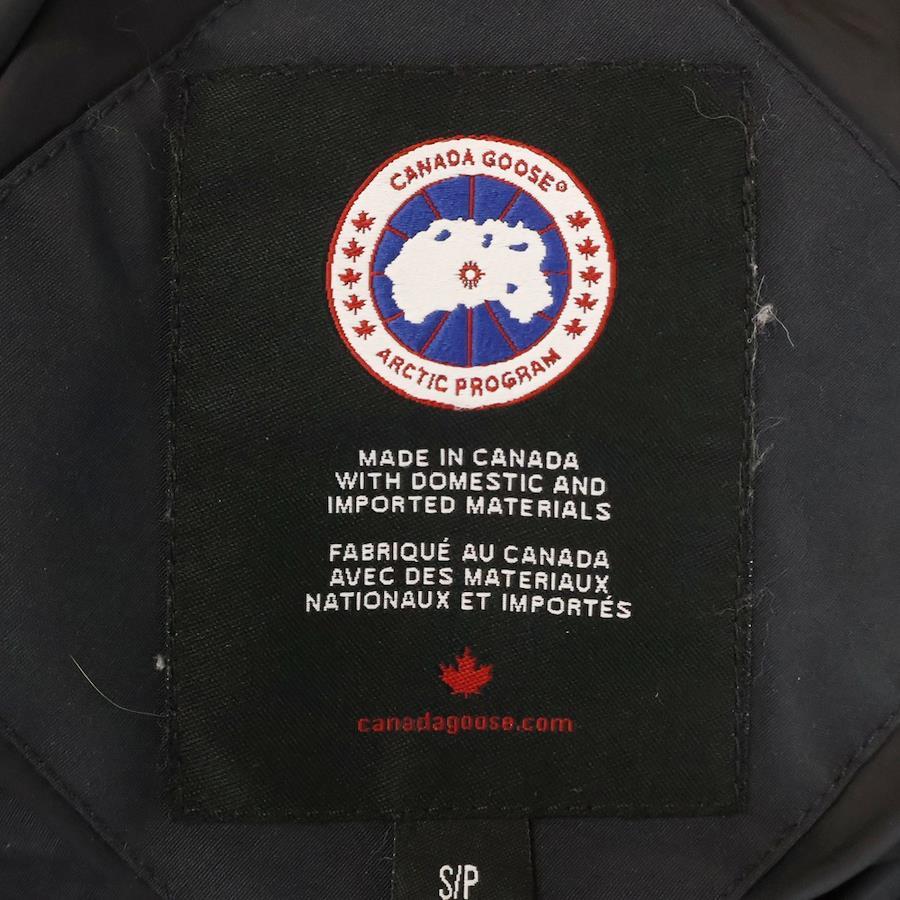 CANADA GOOSE®
ARCTIC PROGRAM
MADE IN CANADA
WITH DOMESTIC AND
IMPORTED MATERIALS
FABRIQUÉ AU CANADA
AVEC DES MATERIAUX
NATIONAUX ET IMPORTÉS
canadagoose.com
S/P